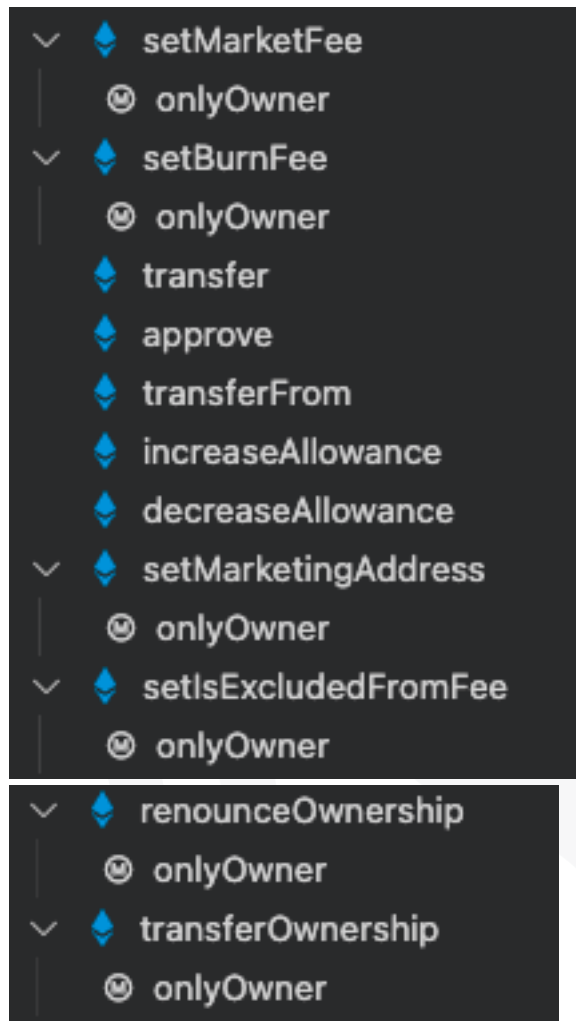 setMarketFee
onlyOwner
setBurnFee
onlyOwner
transfer
approve
transferFrom
increaseAllowance
decreaseAllowance
setMarketingAddress
onlyOwner
setIsExcludedFromFee
onlyOwner
renounceOwnership
onlyOwner
transferOwnership
onlyOwner